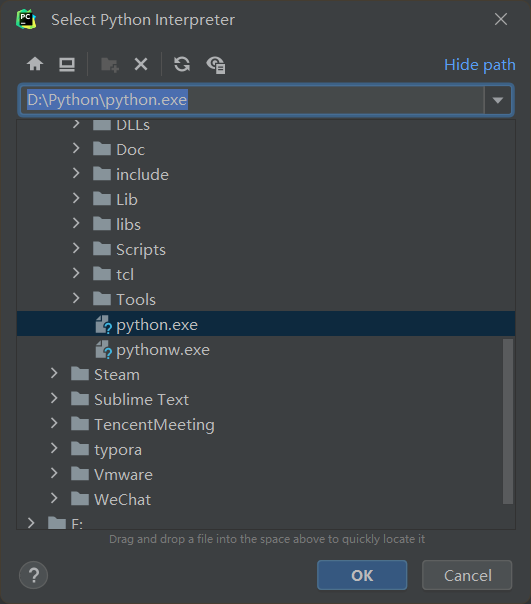 PC
Select Python Interpreter
Hide path
D:\Python\python.exe
DLLs
Doc
include
Lib
libs
Scripts
tcl
Tools
python.exe
pythonw.exe
Steam
Sublime Text
TencentMeeting
typora
Vmware
WeChat
Drag and drop a file into the space above to quickly locate it
?
OK
Cancel